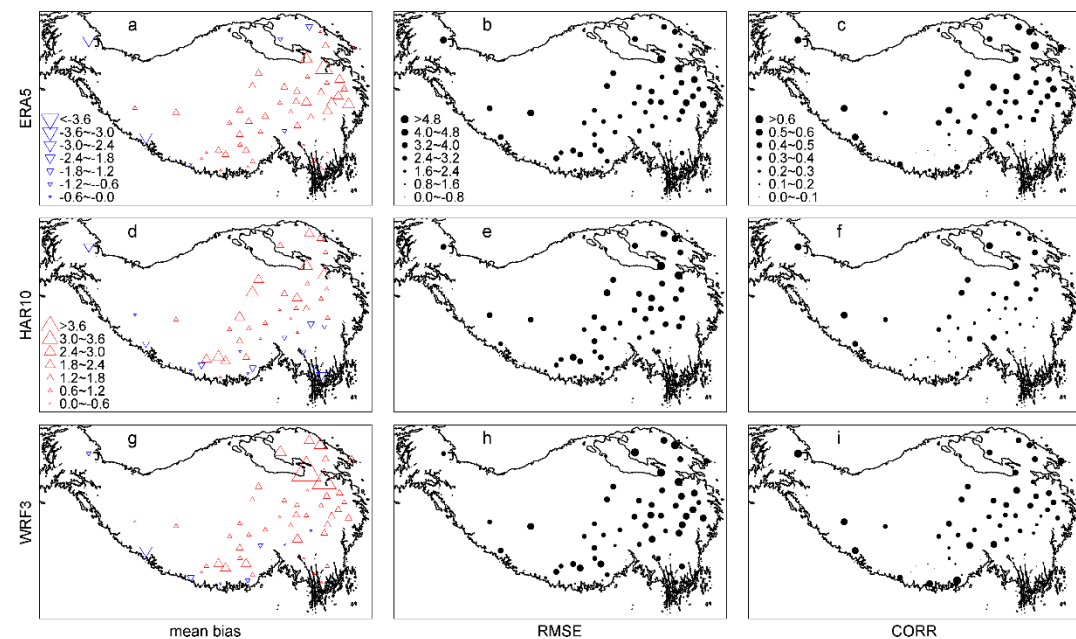 a
b
c
ERA5
<-3.6
-3.6~-3.0
-3.0~-2.4
-2.4~-1.8
-1.8~-1.2
-1.2~-0.6
-0.6~-0.0
>4.8
4.0~4.8
3.2~4.0
2.4~3.2
1.6~2.4
0.8~1.6
0.0~-0.8
>0.6
0.5~0.6
0.4~0.5
0.3~0.4
0.2~0.3
0.1~0.2
0.0~-0.1
d
e
f
HAR10
>3.6
3.0~3.6
2.4~3.0
1.8~2.4
1.2~1.8
0.6~1.2
0.0~-0.6
g
h
i
WRF3
mean bias
RMSE
CORR